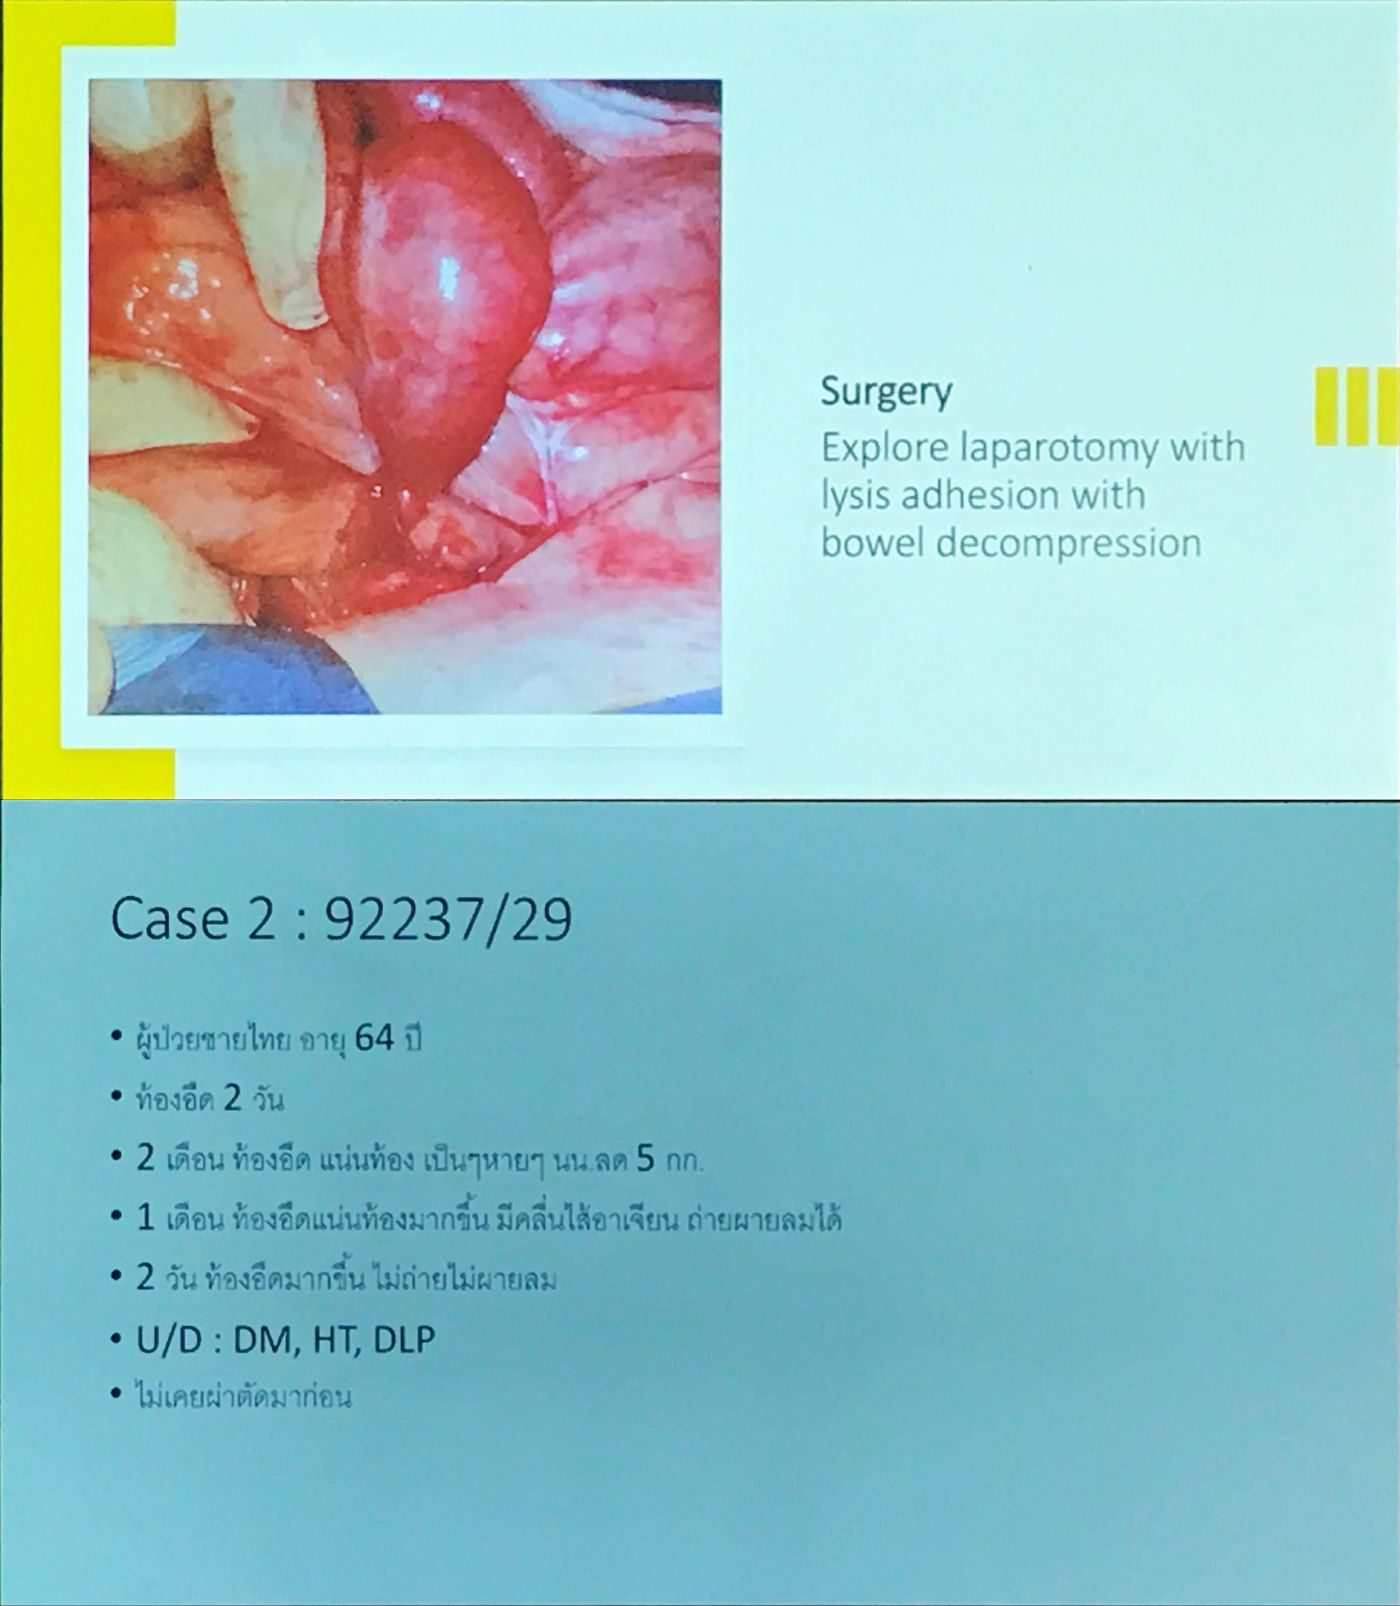 Surgery
Explore laparotomy with
lysis adhesion with
bowel decompression
Case 2 : 92237/29
• ผู้ป่วยชายไทย อายุ 64 ปี
• ท้องอืด 2 วัน
• 2 เดือน ท้องอืด แน่นท้อง เป็นๆหายๆ นน.ลด 5 กก.
• 1 เดือน ท้องอืดแน่นท้องมากขึ้น มีคลื่นไส้อาเจียน ถ่ายผายลมได้
• 2 วัน ท้องอืดมากขึ้น ไม่ถ่ายไม่ผายลม
• U/D : DM, HT, DLP
• ไม่เคยผ่าตัดมาก่อน